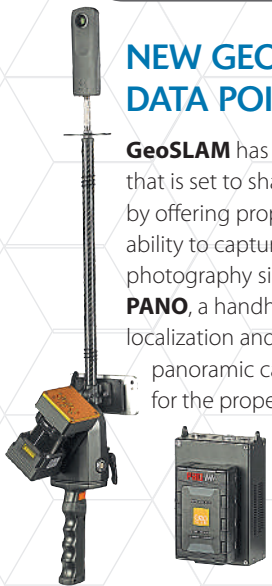 NEW GEO
DATA POI
GeoSLAM has
that is set to sha
by offering prop
ability to captur
photography si
PANO, a handh
localization and
panoramic ca
for the prope